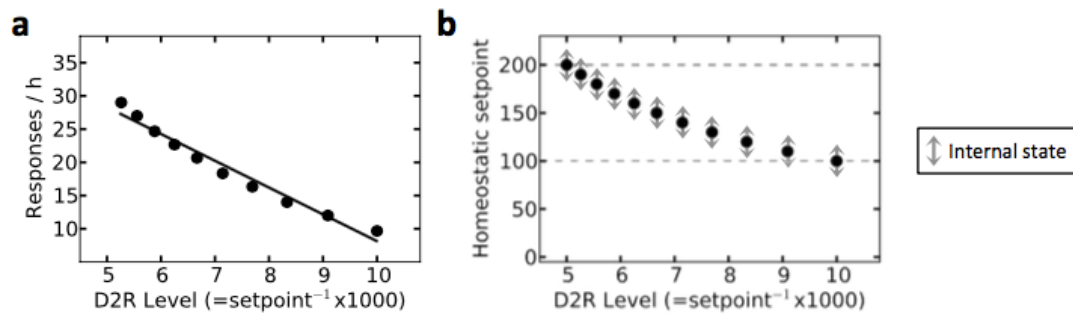 a
35
30
25
20
15
10
Responses / h
5 6 7 8 9 10
D2R Level (=setpoint⁻¹ x1000)
b
200
150
100
50
0
Homeostatic setpoint
5 6 7 8 9 10
D2R Level (=setpoint⁻¹ x1000)
Internal state